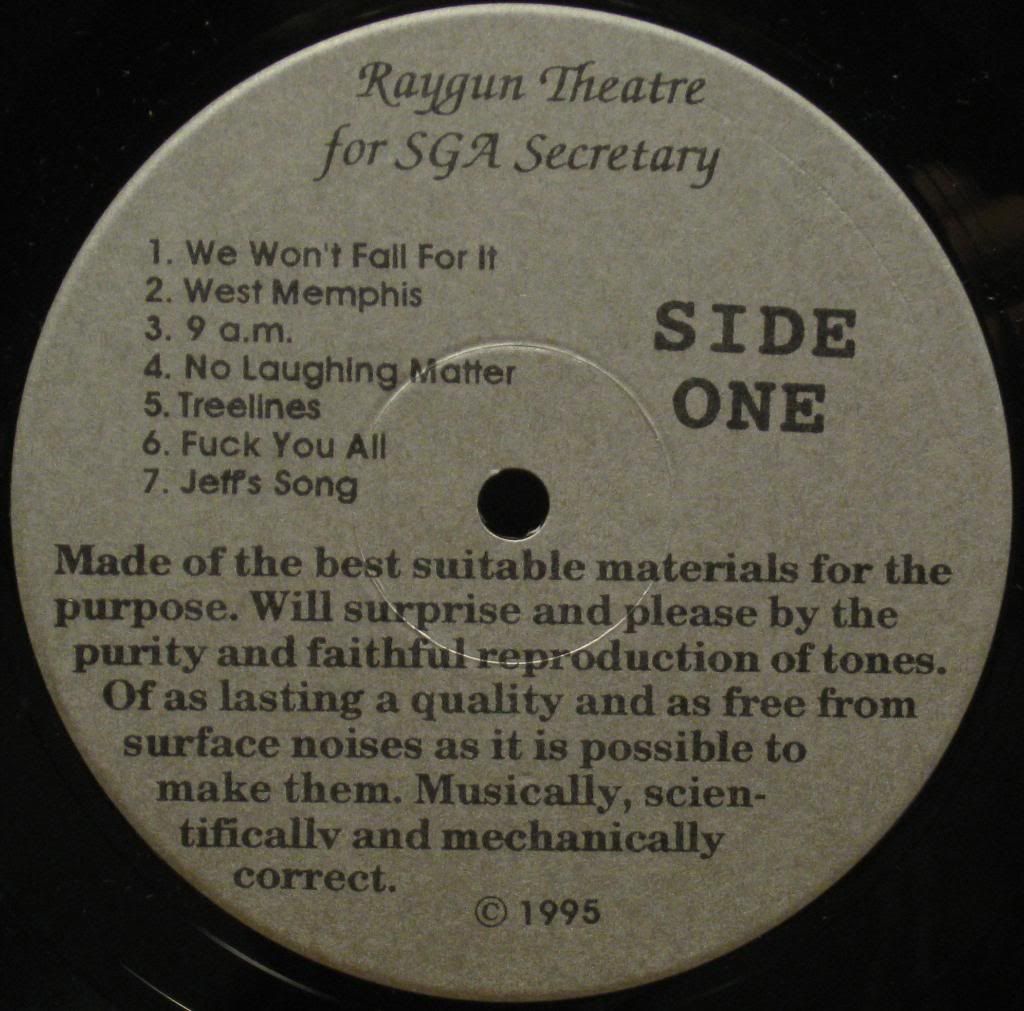 Raygun Theatre
for SGA Secretary
1. We Won't Fall For It
2. West Memphis
3. 9 a.m.
4. No Laughing Matter
5. Treelines
6. Fuck You All
7. Jeff's Song
SIDE
ONE
Made of the best suitable materials for the
purpose. Will surprise and please by the
purity and faithful reproduction of tones.
Of as lasting a quality and as free from
surface noises as it is possible to
make them. Musically, scien-
tifically and mechanically
correct.
© 1995